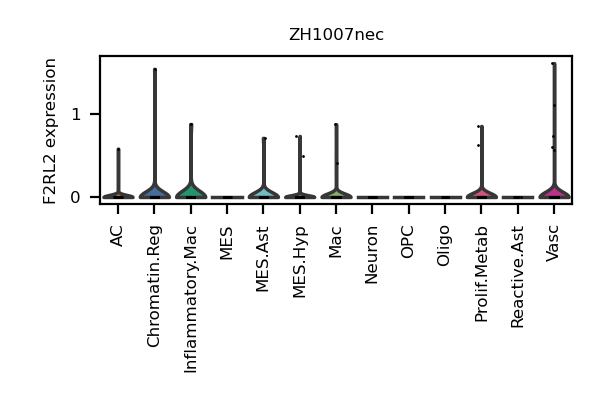 ZH1007nec
F2RL2 expression
1
0
AC
Chromatin.Reg
Inflammatory.Mac
MES
MES.Ast
MES.Hyp
Mac
Neuron
OPC
Oligo
Prolif.Metab
Reactive.Ast
Vasc